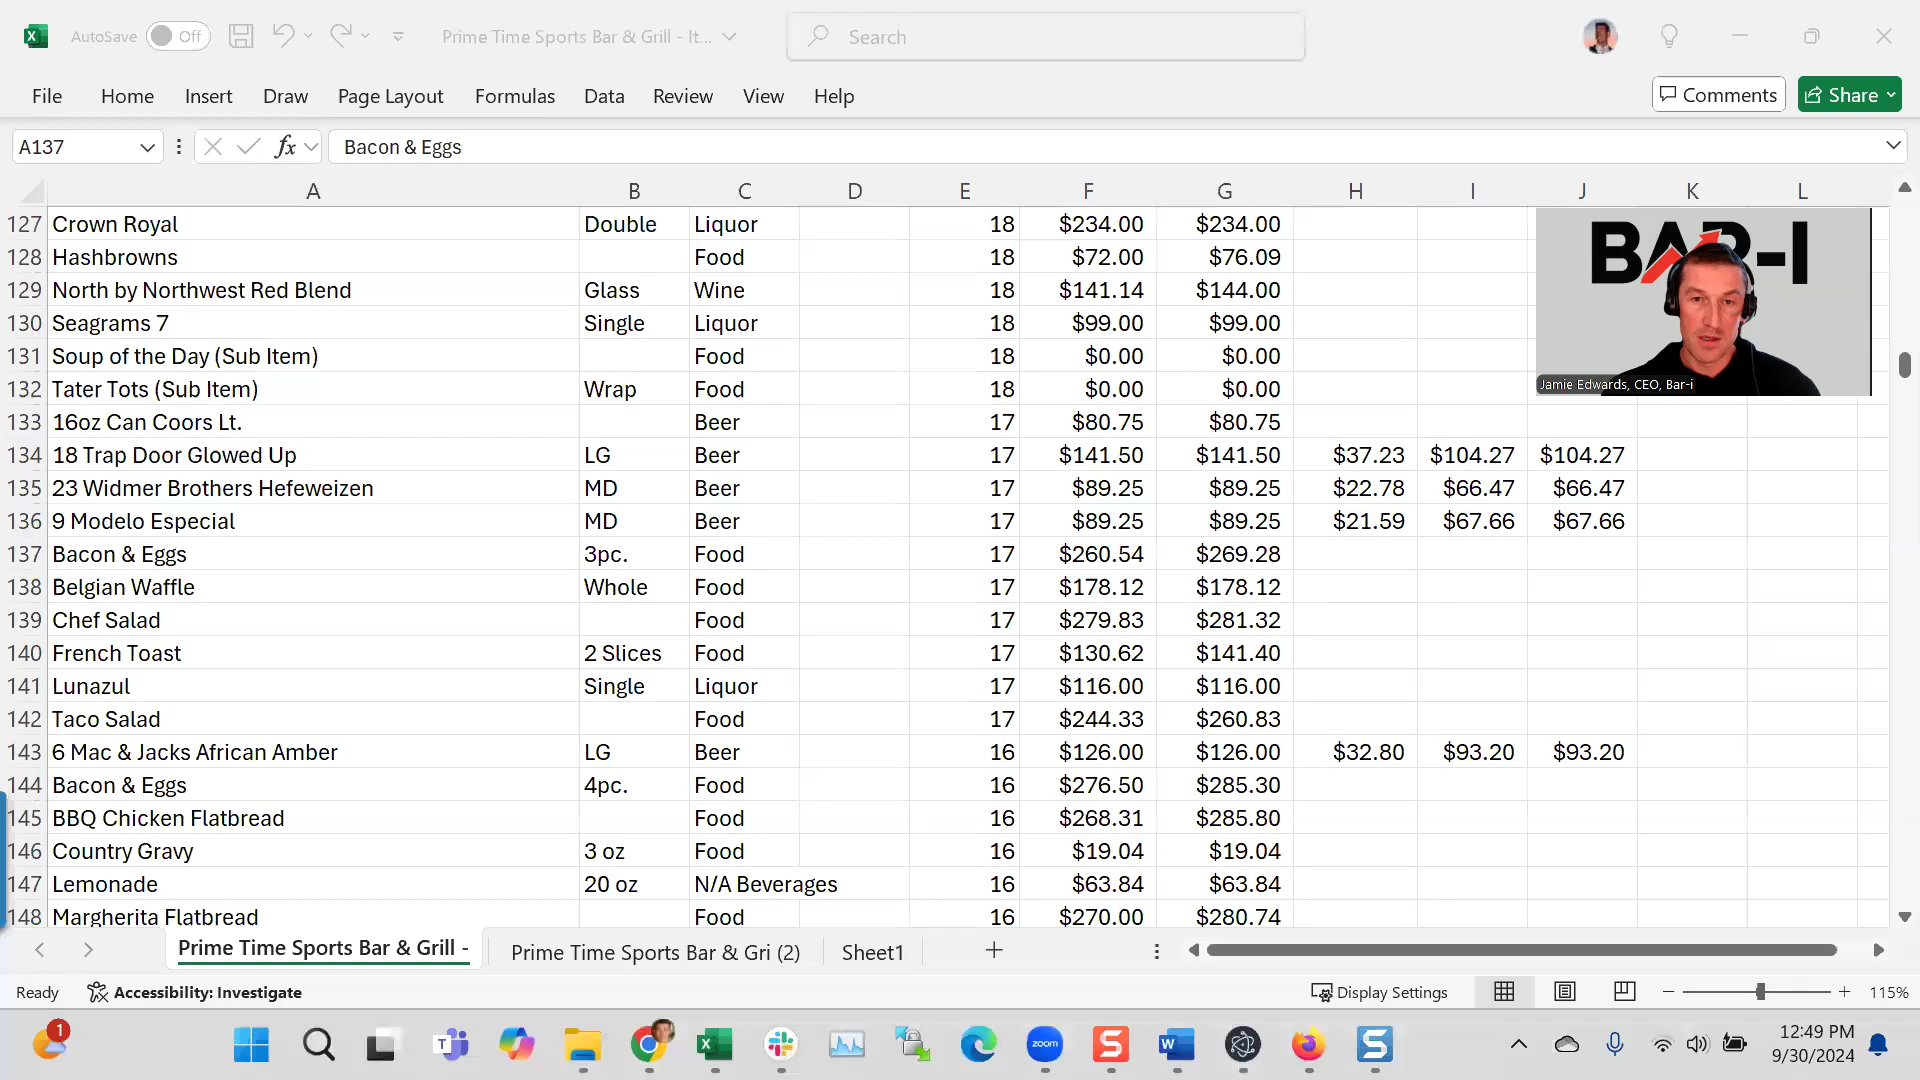 AutoSave Off Prime Time Sports Bar & Grill - It... Search
File Home Insert Draw Page Layout Formulas Data Review View Help Comments Share
A137 fx Bacon & Eggs
A B C D E F G H I J K L
127 Crown Royal Double Liquor 18 $234.00 $234.00
128 Hashbrowns Food 18 $72.00 $76.09
129 North by Northwest Red Blend Glass Wine 18 $141.14 $144.00
130 Seagrams 7 Single Liquor 18 $99.00 $99.00
131 Soup of the Day (Sub Item) Food 18 $0.00 $0.00
132 Tater Tots (Sub Item) Wrap Food 18 $0.00 $0.00
BAR-I
Jamie Edwards, CEO, Bar-i
133 16oz Can Coors Lt. Beer 17 $80.75 $80.75
134 18 Trap Door Glowed Up LG Beer 17 $141.50 $141.50 $37.23 $104.27 $104.27
135 23 Widmer Brothers Hefeweizen MD Beer 17 $89.25 $89.25 $22.78 $66.47 $66.47
136 9 Modelo Especial MD Beer 17 $89.25 $89.25 $21.59 $67.66 $67.66
137 Bacon & Eggs 3pc. Food 17 $260.54 $269.28
138 Belgian Waffle Whole Food 17 $178.12 $178.12
139 Chef Salad Food 17 $279.83 $281.32
140 French Toast 2 Slices Food 17 $130.62 $141.40
141 Lunazul Single Liquor 17 $116.00 $116.00
142 Taco Salad Food 17 $244.33 $260.83
143 6 Mac & Jacks African Amber LG Beer 16 $126.00 $126.00 $32.80 $93.20 $93.20
144 Bacon & Eggs 4pc. Food 16 $276.50 $285.30
145 BBQ Chicken Flatbread Food 16 $268.31 $285.80
146 Country Gravy 3 oz Food 16 $19.04 $19.04
147 Lemonade 20 oz N/A Beverages 16 $63.84 $63.84
148 Margherita Flatbread Food 16 $270.00 $280.74
Prime Time Sports Bar & Grill - Prime Time Sports Bar & Gri (2) Sheet1
Ready Accessibility: Investigate Display Settings 115%
1 zoom 12:49 PM
9/30/2024